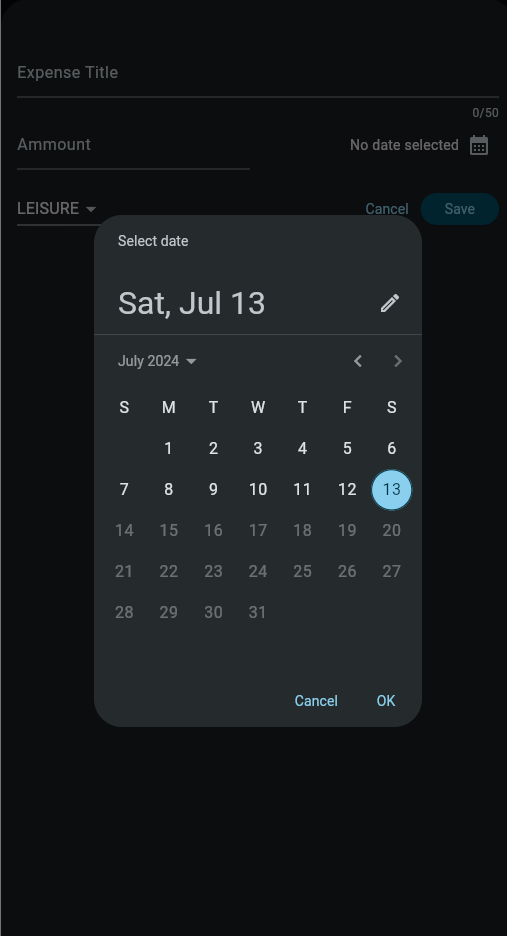 Expense Title
0/50
Ammount
No date selected
LEISURE
Cancel
Save
Select date
Sat, Jul 13
July 2024
S M T W T F S
1 2 3 4 5 6
7 8 9 10 11 12 13
14 15 16 17 18 19 20
21 22 23 24 25 26 27
28 29 30 31
Cancel OK